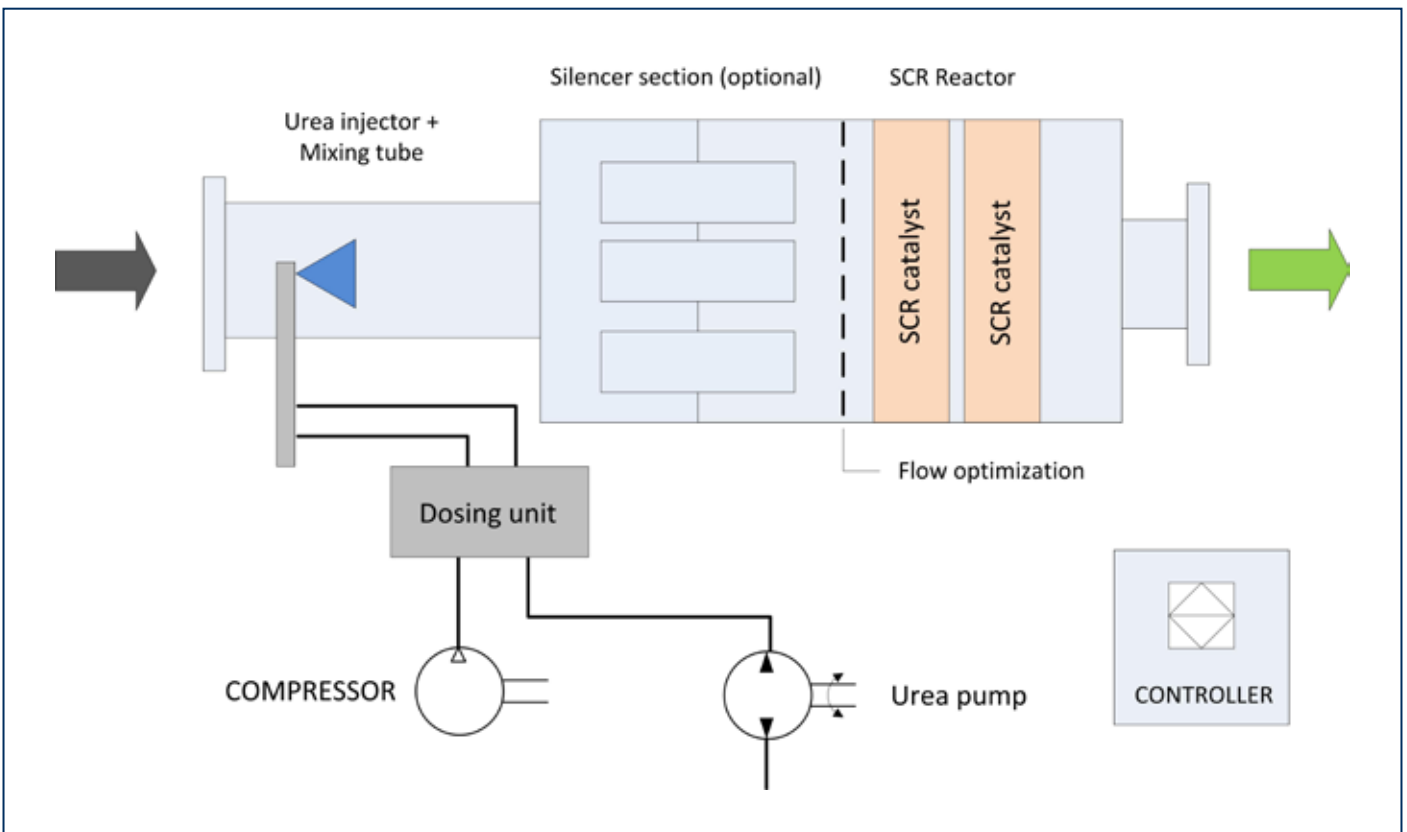 Silencer section (optional)
SCR Reactor
Urea injector +
Mixing tube
SCR catalyst
SCR catalyst
Flow optimization
Dosing unit
COMPRESSOR
Urea pump
CONTROLLER